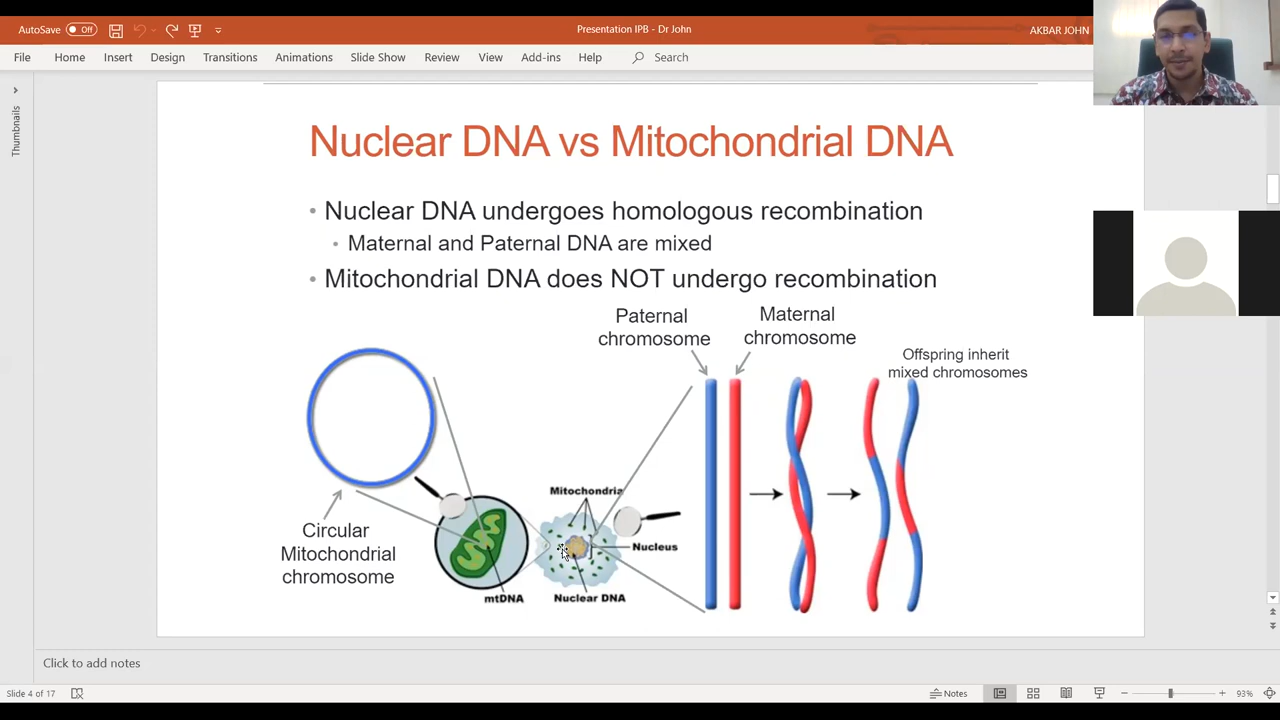 AutoSave Off
Presentation IPB - Dr John
AKBAR JOHN
File Home Insert Design Transitions Animations Slide Show Review View Add-ins Help Search
Thumbnails
Nuclear DNA vs Mitochondrial DNA
• Nuclear DNA undergoes homologous recombination
• Maternal and Paternal DNA are mixed
• Mitochondrial DNA does NOT undergo recombination
Paternal
chromosome
Maternal
chromosome
Offspring inherit
mixed chromosomes
Circular
Mitochondrial
chromosome
mtDNA
Mitochondria
Nucleus
Nuclear DNA
Click to add notes
Slide 4 of 17
Notes
93%